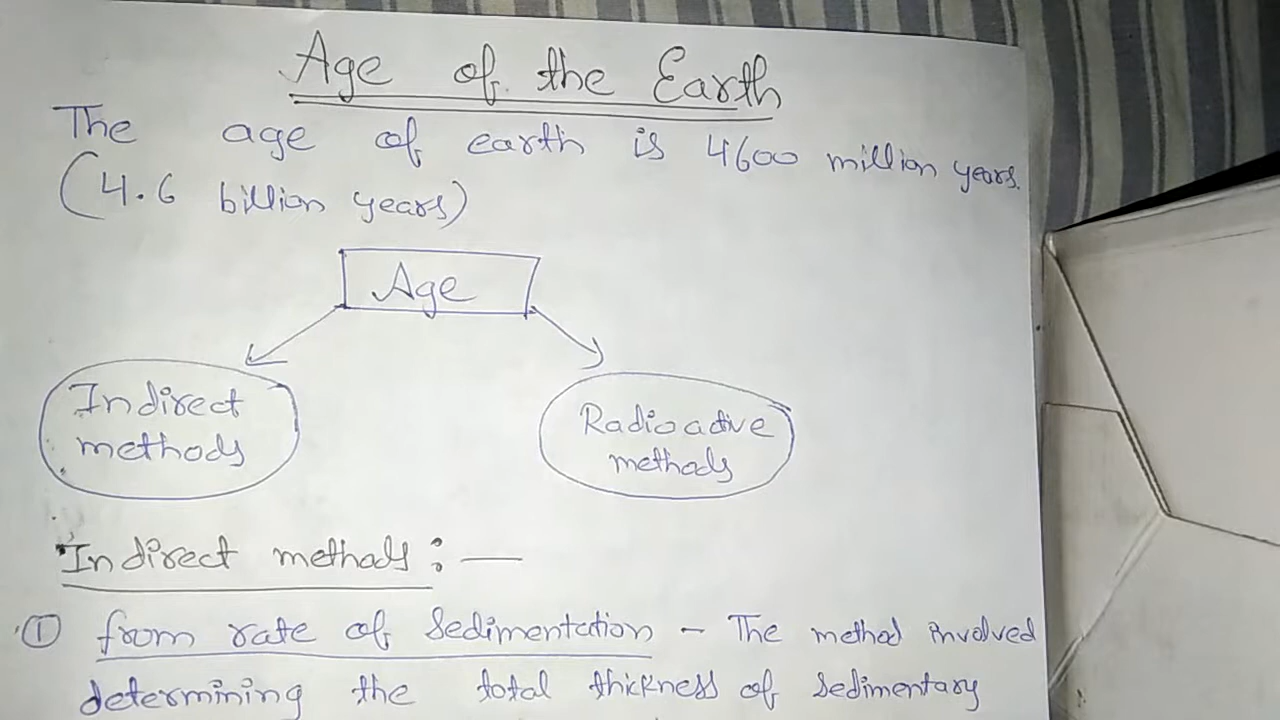 Age of the Earth
The age of earth is 4600 million years.
(4.6 billion years)
Age
Indirect
methods
Radioactive
methods
Indirect methods : —
① from rate of Sedimentation – The method involved
determining the total thickness of Sedimentary